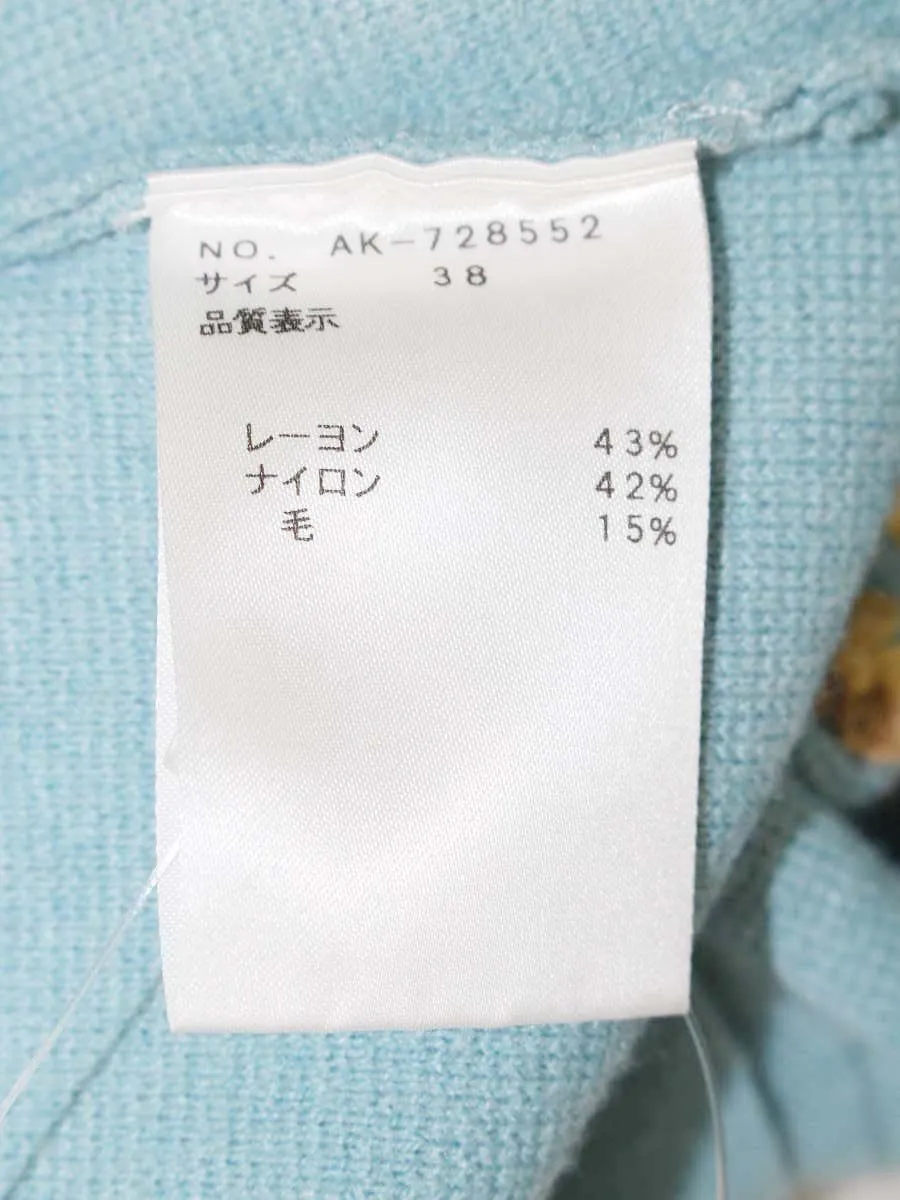 NO. AK-728552
サイズ 38
品質表示
レーヨン 43%
ナイロン 42%
毛 15%